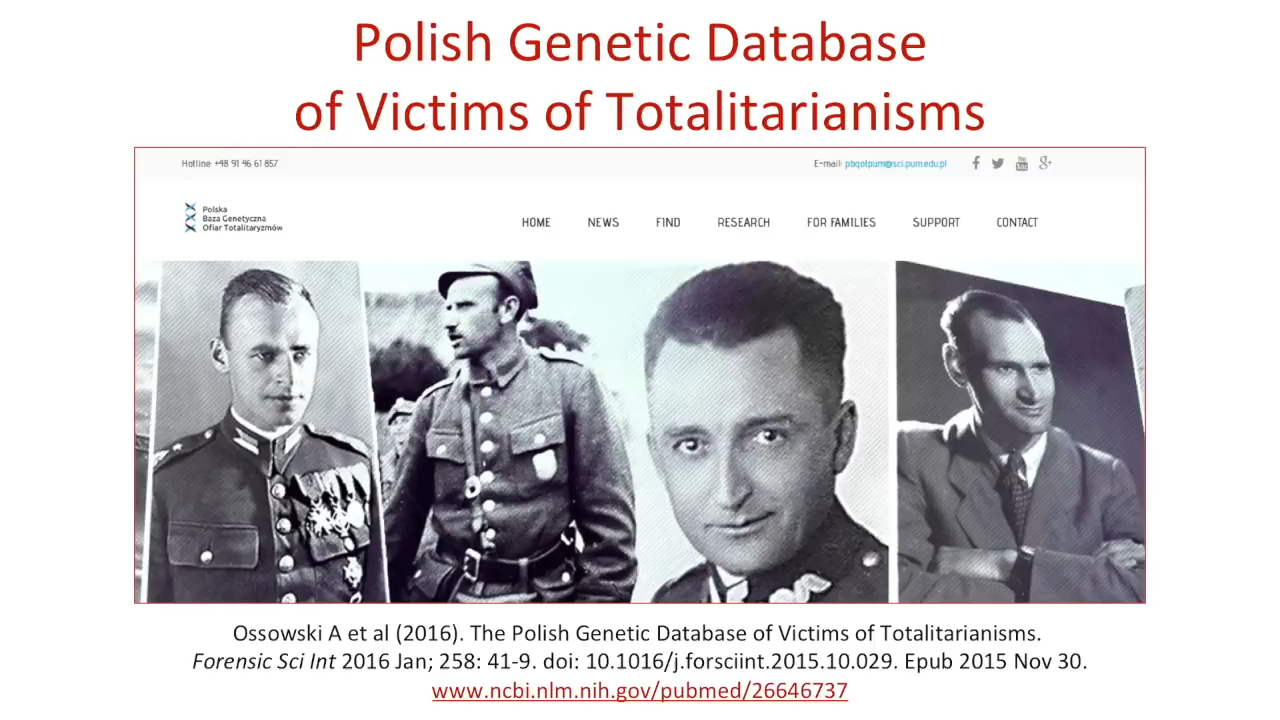 Polish Genetic Database
of Victims of Totalitarianisms
Hotline: +48 91 46 61 857
E-mail: pbgotpum@sci.pum.edu.pl
Polska
Baza Genetyczna
Ofiar Totalitaryzmów
HOME NEWS FIND RESEARCH FOR FAMILIES SUPPORT CONTACT
Ossowski A et al (2016). The Polish Genetic Database of Victims of Totalitarianisms.
Forensic Sci Int 2016 Jan; 258: 41-9. doi: 10.1016/j.forsciint.2015.10.029. Epub 2015 Nov 30.
www.ncbi.nlm.nih.gov/pubmed/26646737